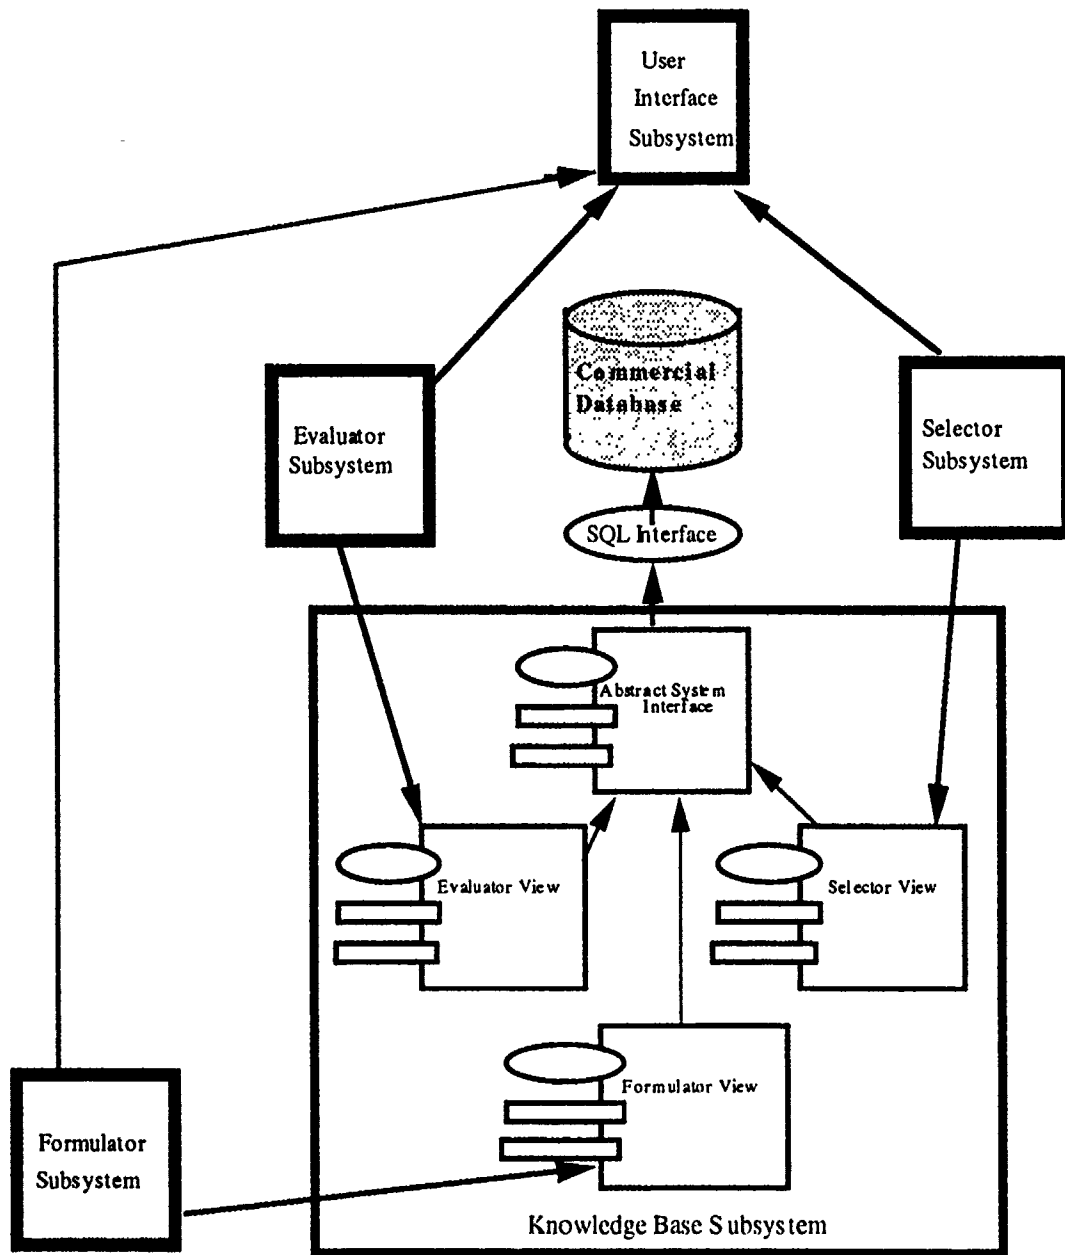 User
Interface
Subsystem
Commercial
Database
Evaluator
Subsystem
Selector
Subsystem
SQL Interface
Abstract System
Interface
Evaluator View
Selector View
Formulator View
Formulator
Subsystem
Knowledge Base Subsystem